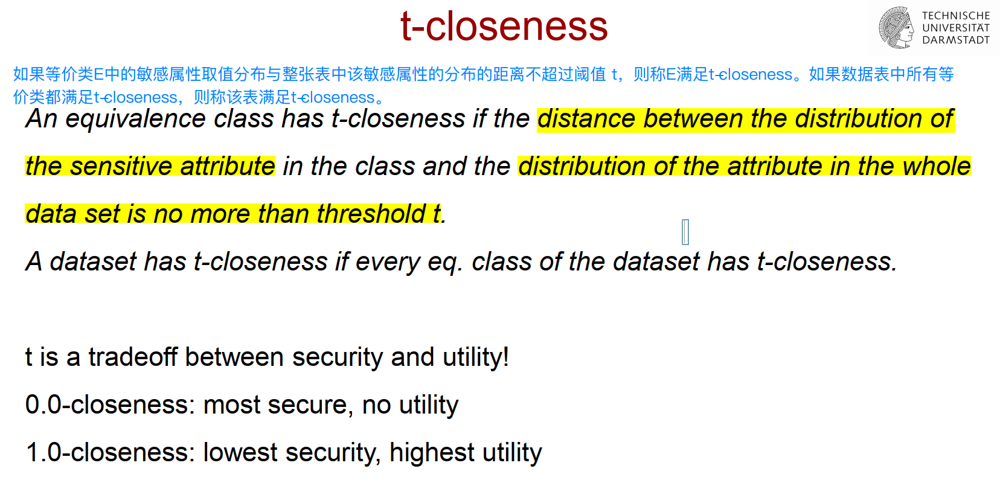 t-closeness
TECHNISCHE
UNIVERSITÄT
DARMSTADT
如果等价类E中的敏感属性取值分布与整张表中该敏感属性的分布的距离不超过阈值 t，则称E满足t-closeness。如果数据表中所有等
价类都满足t-closeness，则称该表满足t-closeness。
An equivalence class has t-closeness if the distance between the distribution of
the sensitive attribute in the class and the distribution of the attribute in the whole
data set is no more than threshold t.
A dataset has t-closeness if every eq. class of the dataset has t-closeness.
t is a tradeoff between security and utility!
0.0-closeness: most secure, no utility
1.0-closeness: lowest security, highest utility